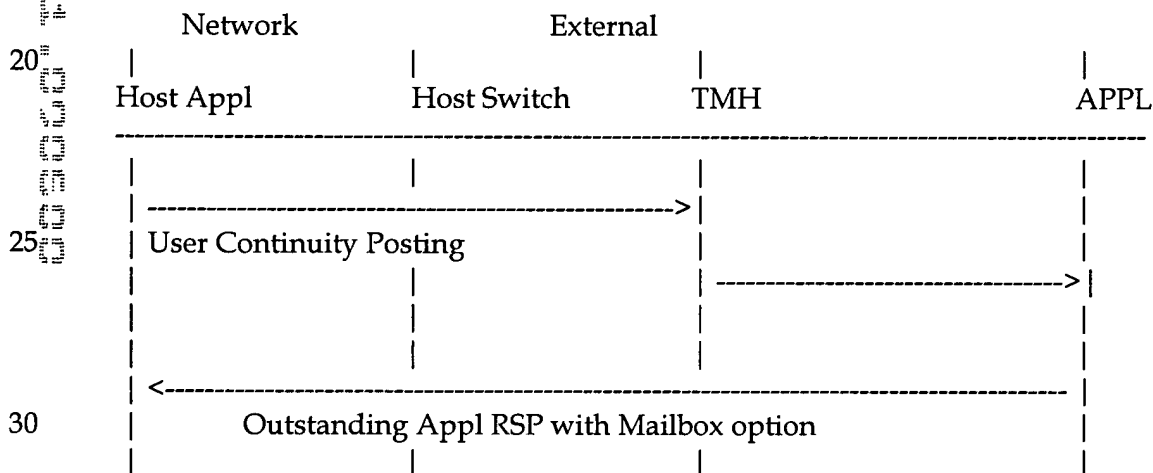 Network External
20
Host Appl Host Switch TMH APPL
25 User Continuity Posting
30 Outstanding Appl RSP with Mailbox option